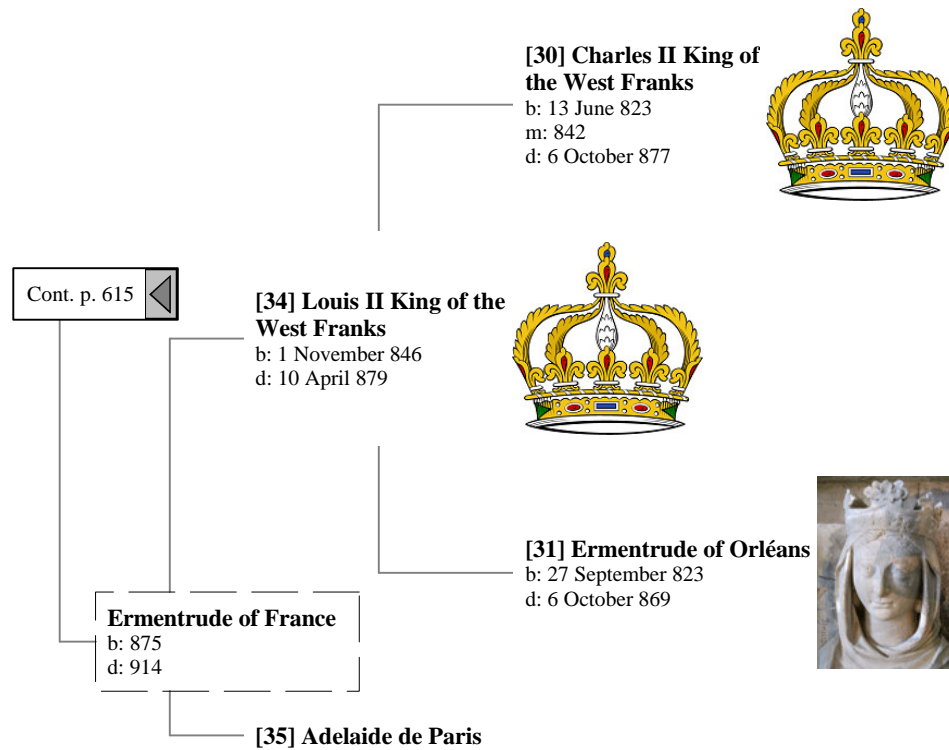 [30] Charles II King of
the West Franks
b: 13 June 823
m: 842
d: 6 October 877
Cont. p. 615
[34] Louis II King of the
West Franks
b: 1 November 846
d: 10 April 879
[31] Ermentrude of Orléans
b: 27 September 823
d: 6 October 869
Ermentrude of France
b: 875
d: 914
[35] Adelaide de Paris